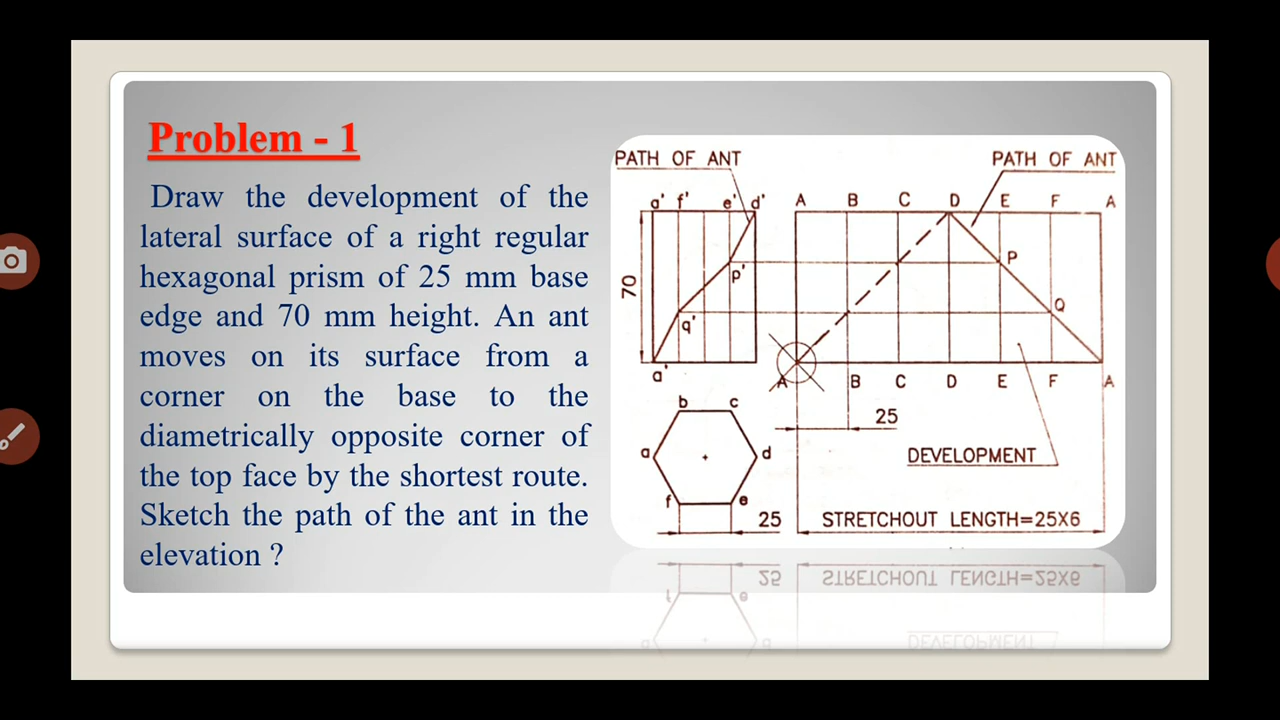 Problem - 1
Draw the development of the
lateral surface of a right regular
hexagonal prism of 25 mm base
edge and 70 mm height. An ant
moves on its surface from a
corner on the base to the
diametrically opposite corner of
the top face by the shortest route.
Sketch the path of the ant in the
elevation ?
PATH OF ANT
PATH OF ANT
a' f' e' d' A B C D E F A
P
p'
70
Q
q'
a' A B C D E F A
b c
25
a d
DEVELOPMENT
f e
25 STRETCHOUT LENGTH=25X6